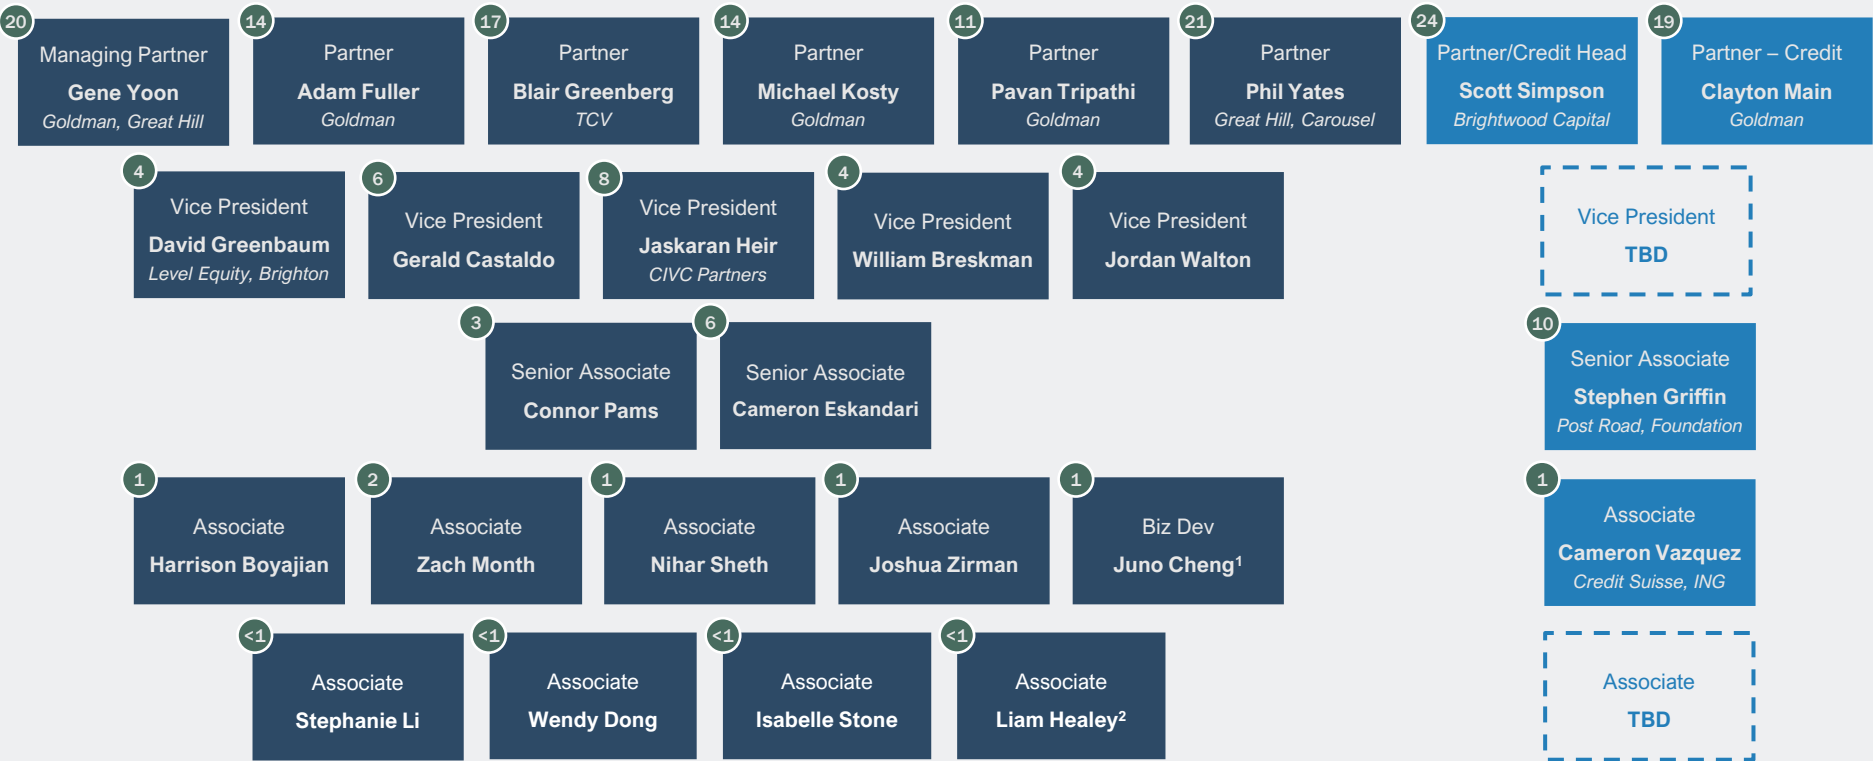 20
Managing Partner
Gene Yoon
Goldman, Great Hill
14
Partner
Adam Fuller
Goldman
17
Partner
Blair Greenberg
TCV
14
Partner
Michael Kosty
Goldman
11
Partner
Pavan Tripathi
Goldman
21
Partner
Phil Yates
Great Hill, Carousel
24
Partner/Credit Head
Scott Simpson
Brightwood Capital
19
Partner – Credit
Clayton Main
Goldman
4
Vice President
David Greenbaum
Level Equity, Brighton
6
Vice President
Gerald Castaldo
8
Vice President
Jaskaran Heir
CIVC Partners
4
Vice President
William Breskman
4
Vice President
Jordan Walton
Vice President
TBD
3
Senior Associate
Connor Pams
6
Senior Associate
Cameron Eskandari
10
Senior Associate
Stephen Griffin
Post Road, Foundation
1
Associate
Harrison Boyajian
2
Associate
Zach Month
1
Associate
Nihar Sheth
1
Associate
Joshua Zirman
1
Biz Dev
Juno Cheng¹
1
Associate
Cameron Vazquez
Credit Suisse, ING
<1
Associate
Stephanie Li
<1
Associate
Wendy Dong
<1
Associate
Isabelle Stone
<1
Associate
Liam Healey²
Associate
TBD